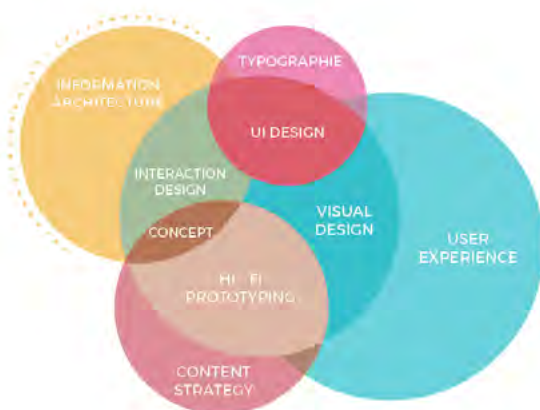 TYPOGRAPHIE
INFORMATION
ARCHITECTURE
UI DESIGN
INTERACTION
DESIGN
CONCEPT
VISUAL
DESIGN
USER
EXPERIENCE
HI - FI
PROTOTYPING
CONTENT
STRATEGY